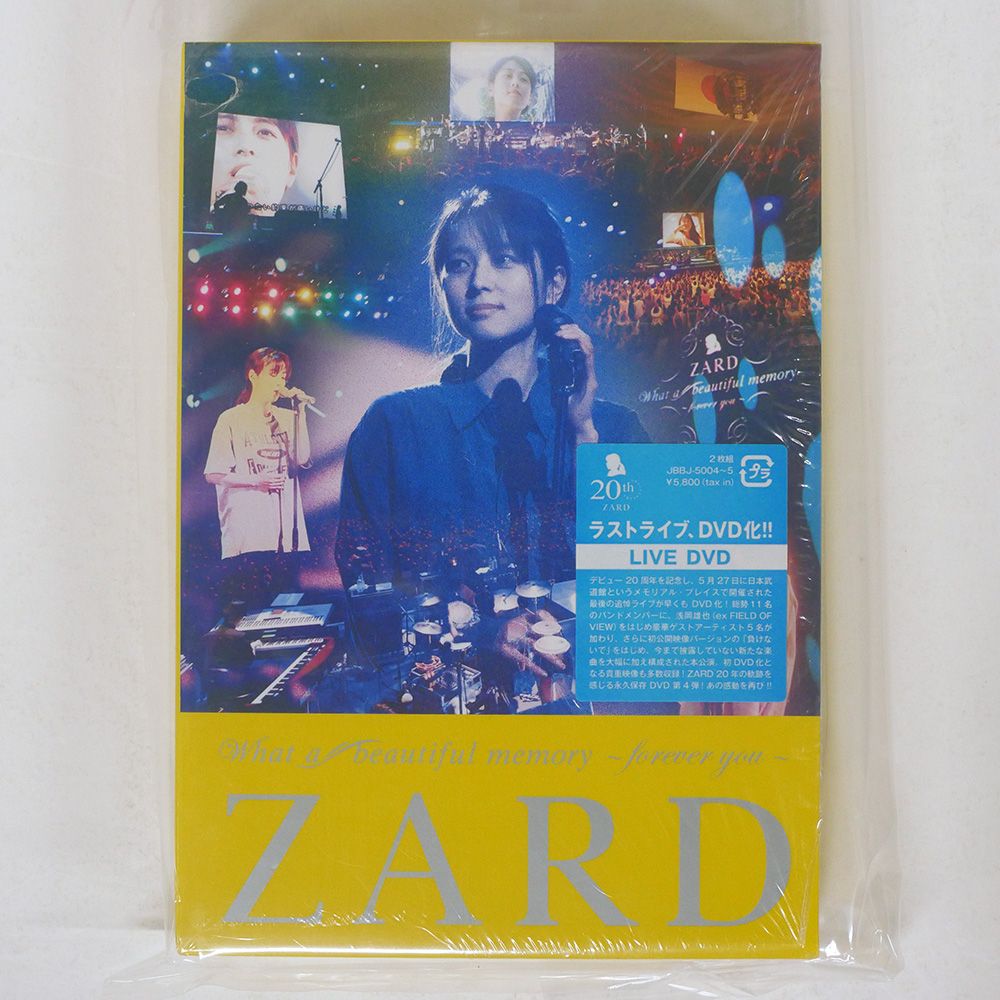 ATHLETE
ZARD
What a beautiful memory
~forever you~
20th
ZARD
2枚組
JBBJ-5004~5
¥5,800(tax in)
プラ
ラストライブ、DVD化!!
LIVE DVD
デビュー20周年を記念し、5月27日に日本武
道館というメモリアル・プレイスで開催された
最後の追悼ライブが早くもDVD化!総勢11名
のバンドメンバーに、浅岡雄也(ex FIELD OF
VIEW)をはじめ豪華ゲストアーティスト5名が
加わり、さらに初公開映像バージョンの「負けな
いで」をはじめ、今まで披露していない新たな楽
曲を大幅に加え構成された本公演。初DVD化と
なる貴重映像も多数収録!ZARD 20年の軌跡を
感じる永久保存DVD第4弾!あの感動を再び!!
What a beautiful memory ~forever you~
ZARD